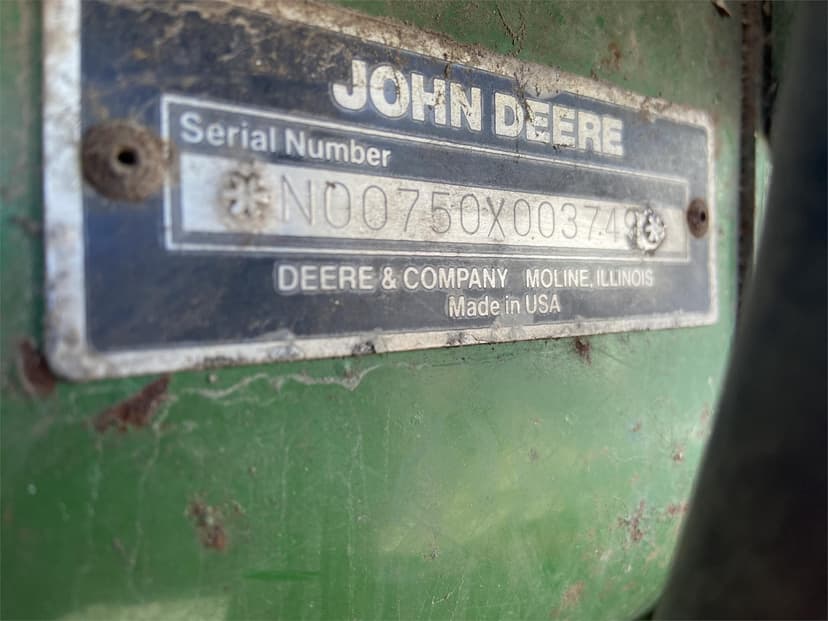 JOHN DEERE
Serial Number
*N00750X003749*
DEERE & COMPANY MOLINE, ILLINOIS
Made in USA